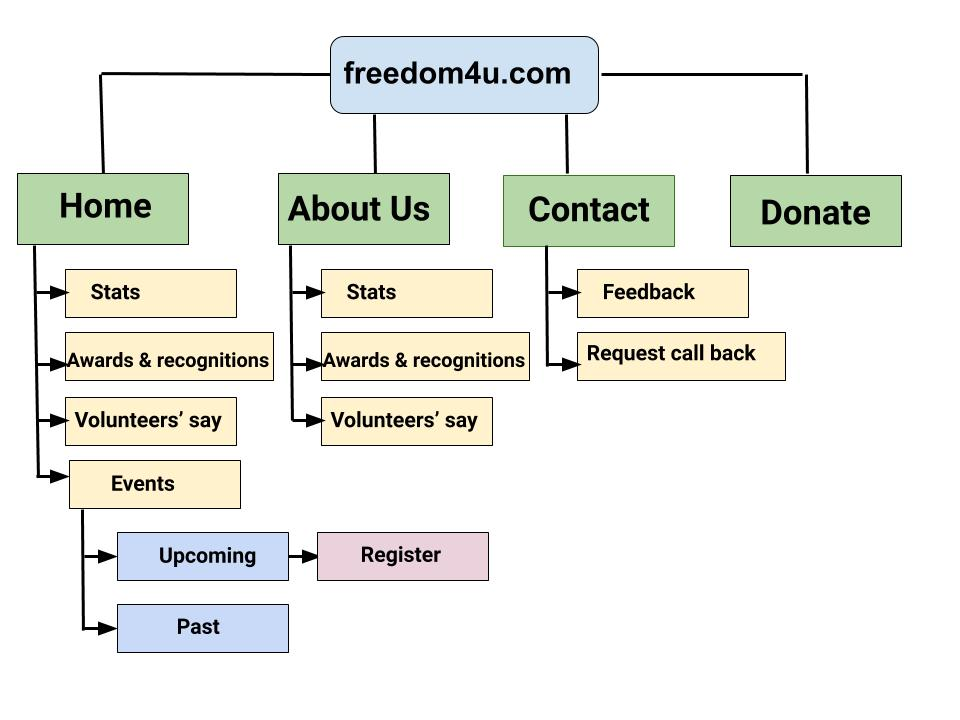 freedom4u.com
Home
About Us
Contact
Donate
Stats
Awards & recognitions
Volunteers’ say
Events
Upcoming
Register
Past
Stats
Awards & recognitions
Volunteers’ say
Feedback
Request call back